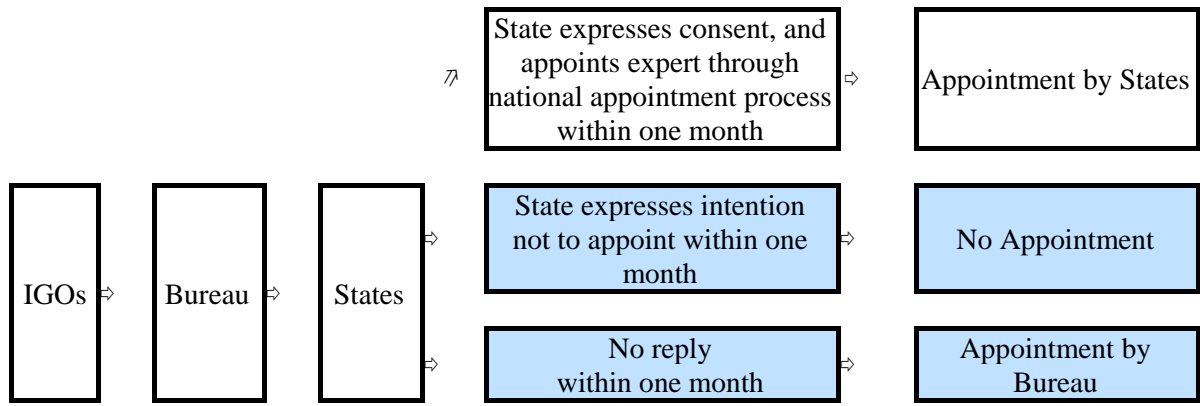 State expresses consent, and
appoints expert through
national appointment process
within one month
Appointment by States
IGOs
Bureau
States
State expresses intention
not to appoint within one
month
No Appointment
No reply
within one month
Appointment by
Bureau